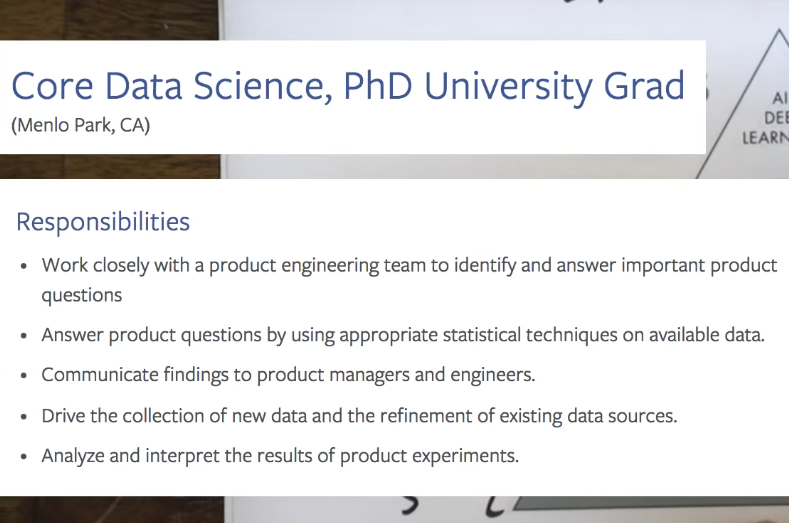 Core Data Science, PhD University Grad
(Menlo Park, CA)
AI
LEARN
Responsibilities
• Work closely with a product engineering team to identify and answer important product
questions
• Answer product questions by using appropriate statistical techniques on available data.
• Communicate findings to product managers and engineers.
• Drive the collection of new data and the refinement of existing data sources.
• Analyze and interpret the results of product experiments.